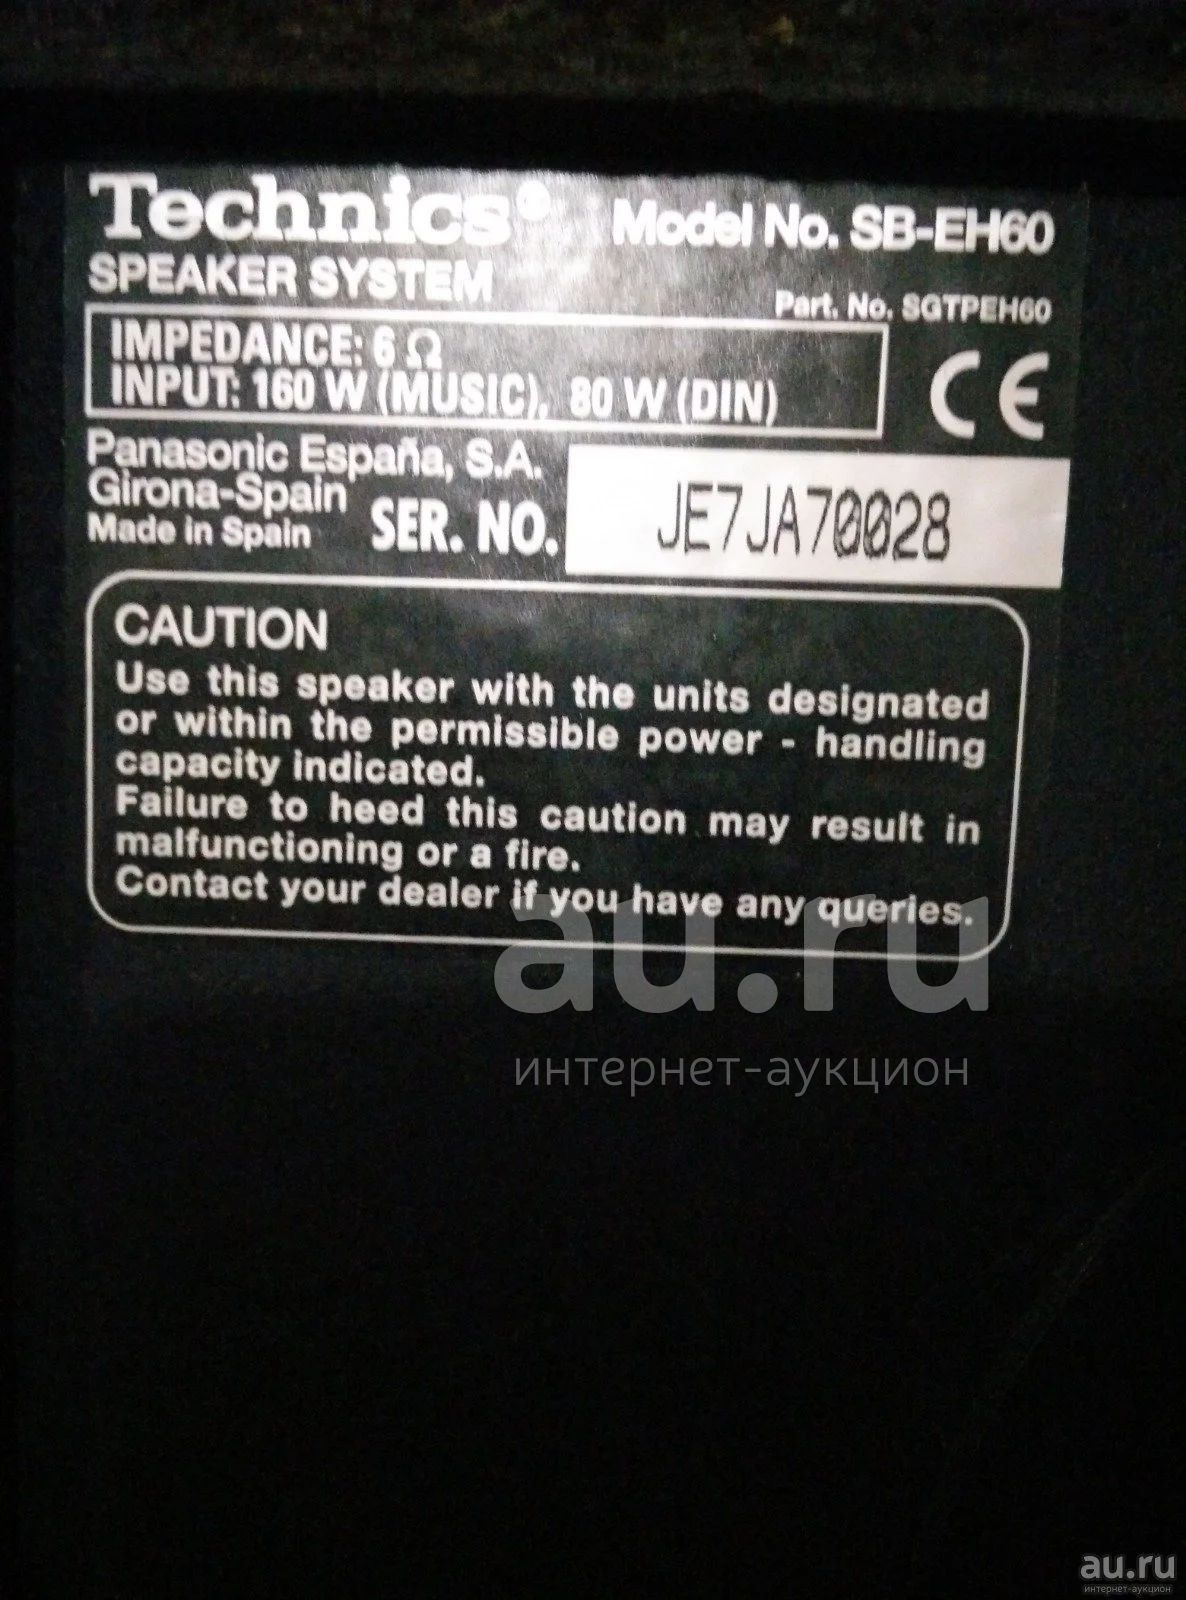 Technics®
Model No. SB-EH60
SPEAKER SYSTEM
Part. No. SGTPEH60
IMPEDANCE: 6 Ω
INPUT: 160 W (MUSIC), 80 W (DIN)
CE
Panasonic España, S.A.
Girona-Spain
Made in Spain
SER. NO.
JE7JA70028
CAUTION
Use this speaker with the units designated
or within the permissible power - handling
capacity indicated.
Failure to heed this caution may result in
malfunctioning or a fire.
Contact your dealer if you have any queries.
au.ru
интернет-аукцион
au.ru
интернет-аукцион